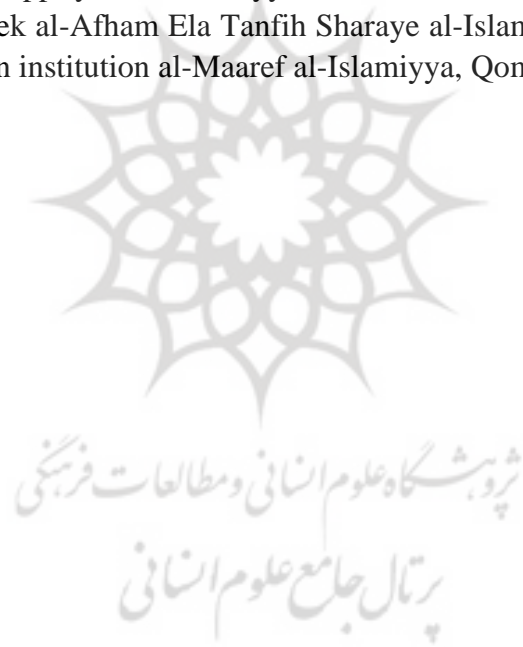 ek al-Afham Ela Tanfih Sharaye al-Islam
n institution al-Maaref al-Islamiyya, Qom
پژوهشگاه علوم انسانی و مطالعات فرهنگی
پرتال جامع علوم انسانی